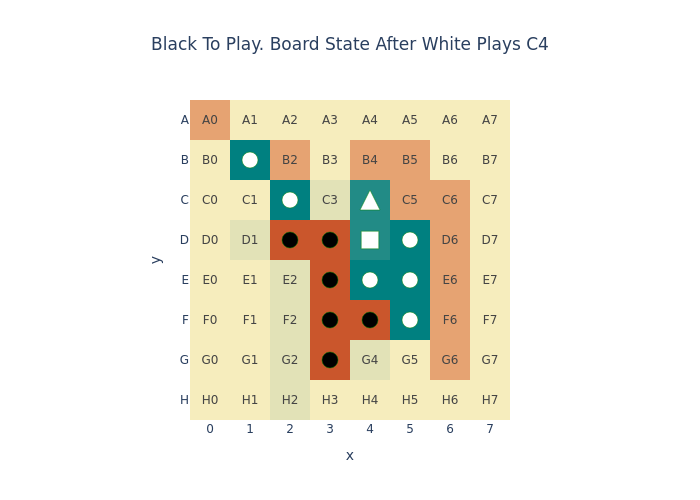 Black To Play. Board State After White Plays C4
A A0 A1 A2 A3 A4 A5 A6 A7
B B0 B2 B3 B4 B5 B6 B7
C C0 C1 C3 C5 C6 C7
y D D0 D1 D6 D7
E E0 E1 E2 E6 E7
F F0 F1 F2 F6 F7
G G0 G1 G2 G4 G5 G6 G7
H H0 H1 H2 H3 H4 H5 H6 H7
0 1 2 3 4 5 6 7
x